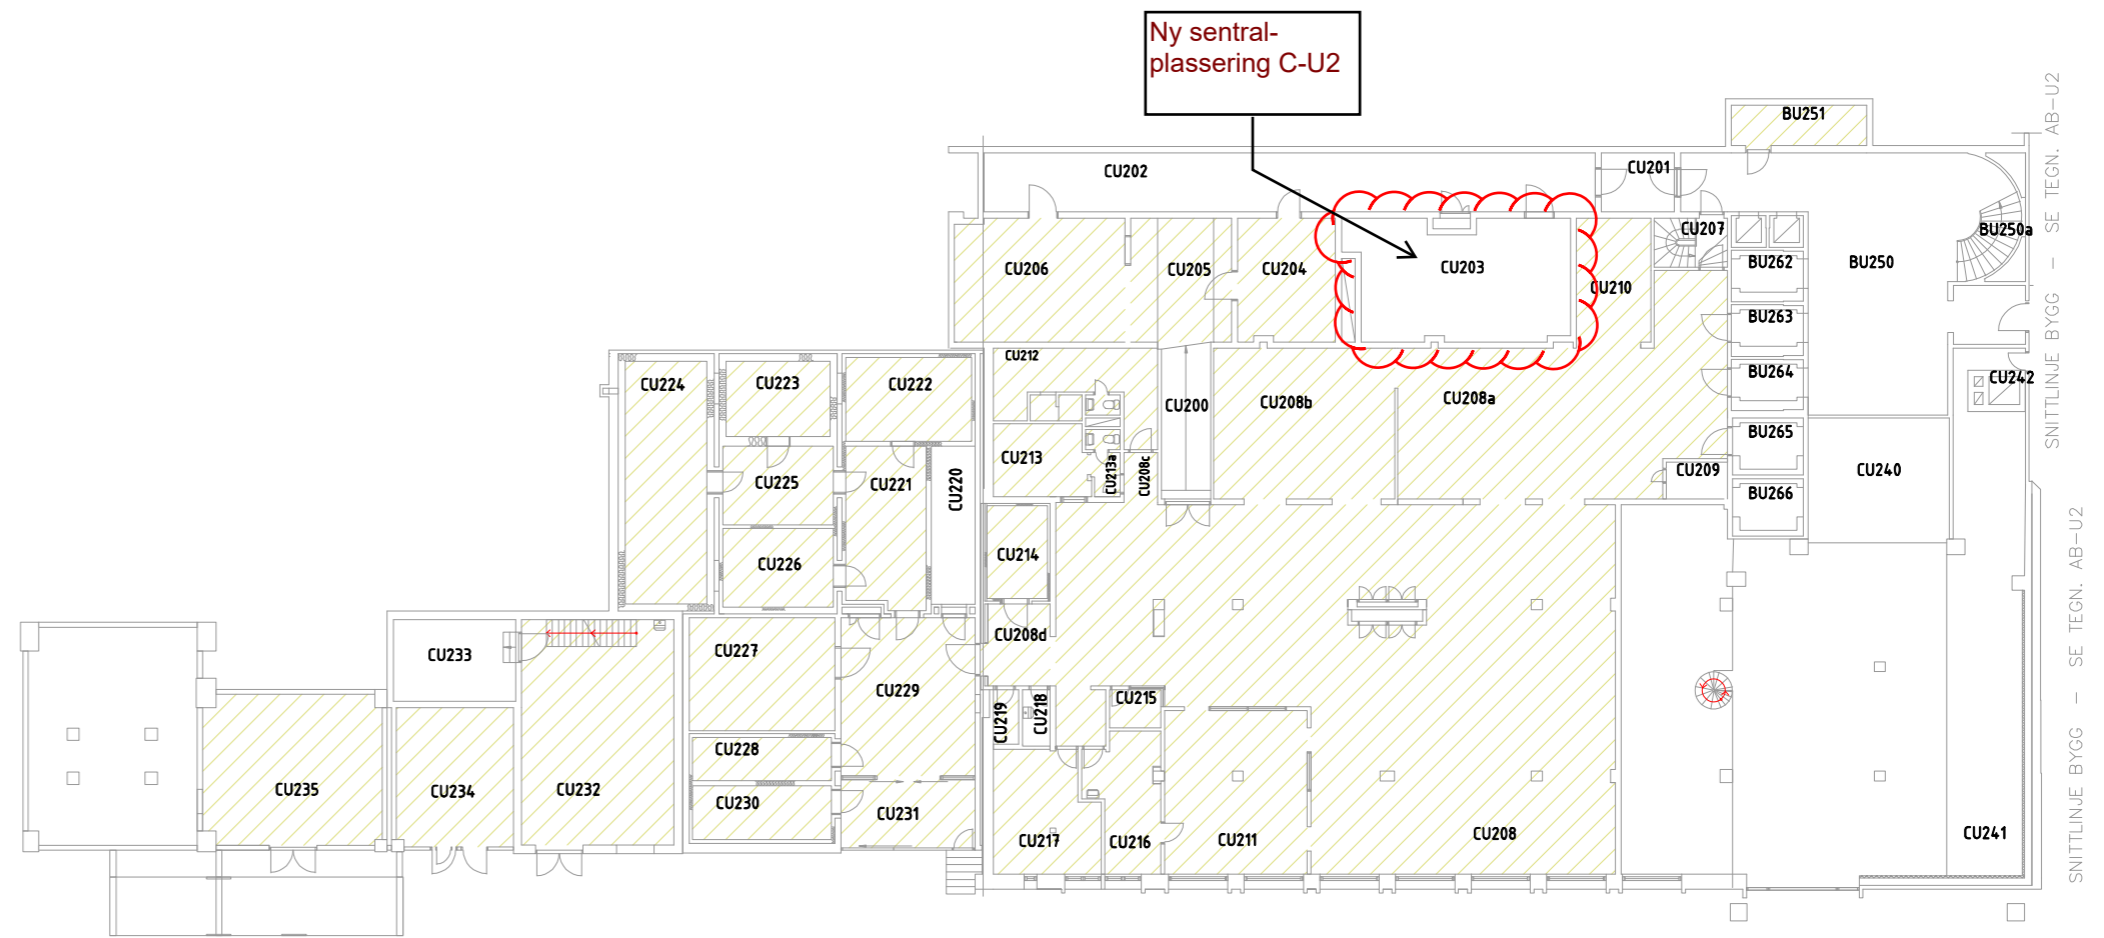 Ny sentral-
plassering C-U2
BU251
CU202
CU201
CU207
BU250a
CU206
CU205
CU204
CU203
CU210
BU262
BU250
BU263
CU212
CU224
CU223
CU222
CU200
CU208b
CU208a
BU264
CU242
BU265
CU213
CU213a
CU208c
CU209
CU240
CU225
CU221
CU220
BU266
CU226
CU214
CU208d
CU233
CU227
CU229
CU219
CU218
CU215
CU228
CU235
CU234
CU232
CU230
CU231
CU217
CU216
CU211
CU208
CU241
SNITTLINJE BYGG - SE TEGN. AB-U2
SNITTLINJE BYGG - SE TEGN. AB-U2